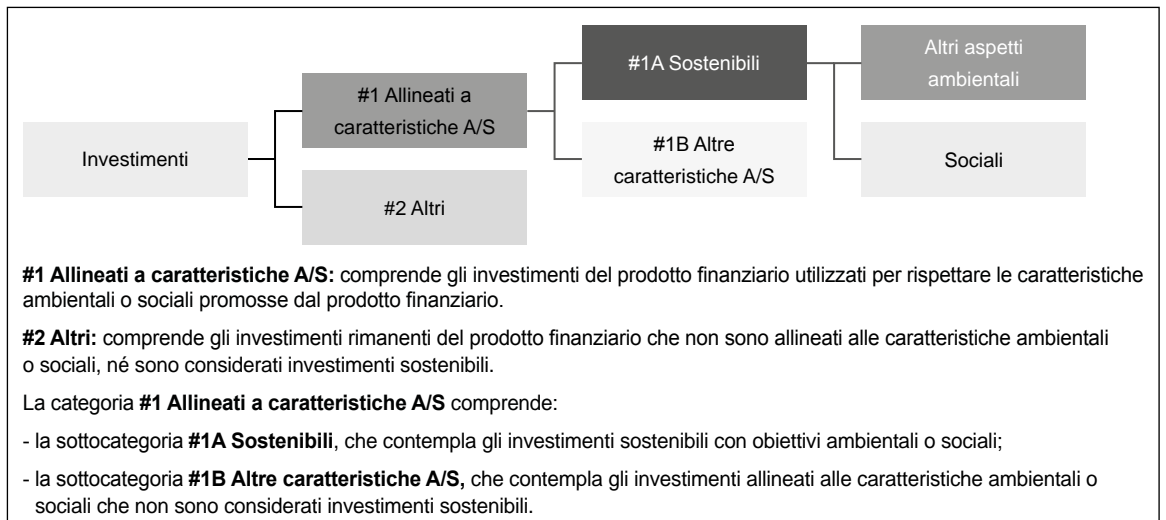 Investimenti
#1 Allineati a
caratteristiche A/S
#2 Altri
#1A Sostenibili
#1B Altre
caratteristiche A/S
Altri aspetti
ambientali
Sociali
#1 Allineati a caratteristiche A/S: comprende gli investimenti del prodotto finanziario utilizzati per rispettare le caratteristiche
ambientali o sociali promosse dal prodotto finanziario.
#2 Altri: comprende gli investimenti rimanenti del prodotto finanziario che non sono allineati alle caratteristiche ambientali
o sociali, né sono considerati investimenti sostenibili.
La categoria #1 Allineati a caratteristiche A/S comprende:
- la sottocategoria #1A Sostenibili, che contempla gli investimenti sostenibili con obiettivi ambientali o sociali;
- la sottocategoria #1B Altre caratteristiche A/S, che contempla gli investimenti allineati alle caratteristiche ambientali o
sociali che non sono considerati investimenti sostenibili.